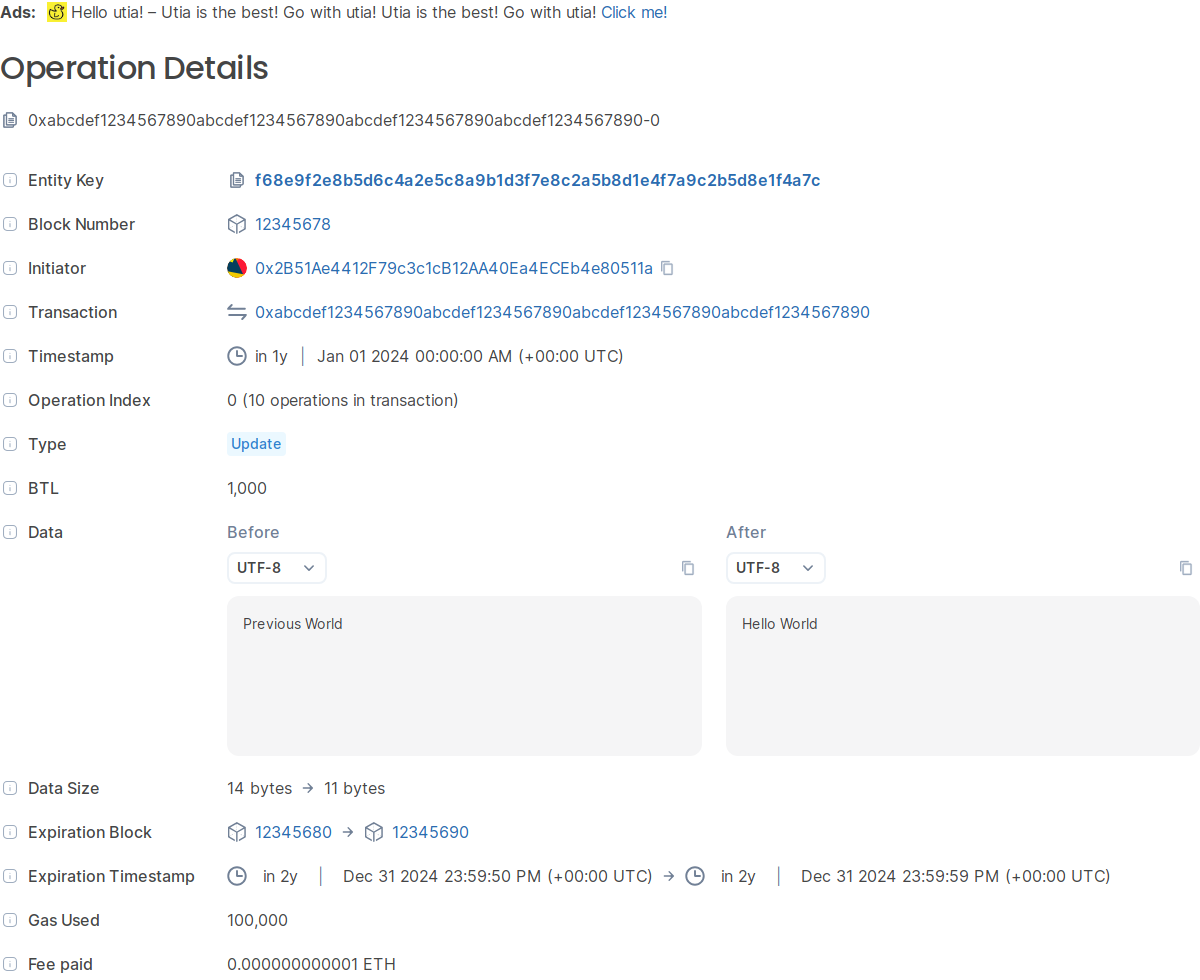 Ads: Hello utia! – Utia is the best! Go with utia! Utia is the best! Go with utia! Click me!
Operation Details
0xabcdef1234567890abcdef1234567890abcdef1234567890abcdef1234567890-0
Entity Key f68e9f2e8b5d6c4a2e5c8a9b1d3f7e8c2a5b8d1e4f7a9c2b5d8e1f4a7c
Block Number 12345678
Initiator 0x2B51Ae4412F79c3c1cB12AA40Ea4ECEb4e80511a
Transaction 0xabcdef1234567890abcdef1234567890abcdef1234567890abcdef1234567890
Timestamp in 1y | Jan 01 2024 00:00:00 AM (+00:00 UTC)
Operation Index 0 (10 operations in transaction)
Type Update
BTL 1,000
Data Before After
UTF-8 UTF-8
Previous World Hello World
Data Size 14 bytes → 11 bytes
Expiration Block 12345680 → 12345690
Expiration Timestamp in 2y | Dec 31 2024 23:59:50 PM (+00:00 UTC) → in 2y | Dec 31 2024 23:59:59 PM (+00:00 UTC)
Gas Used 100,000
Fee paid 0.000000000001 ETH